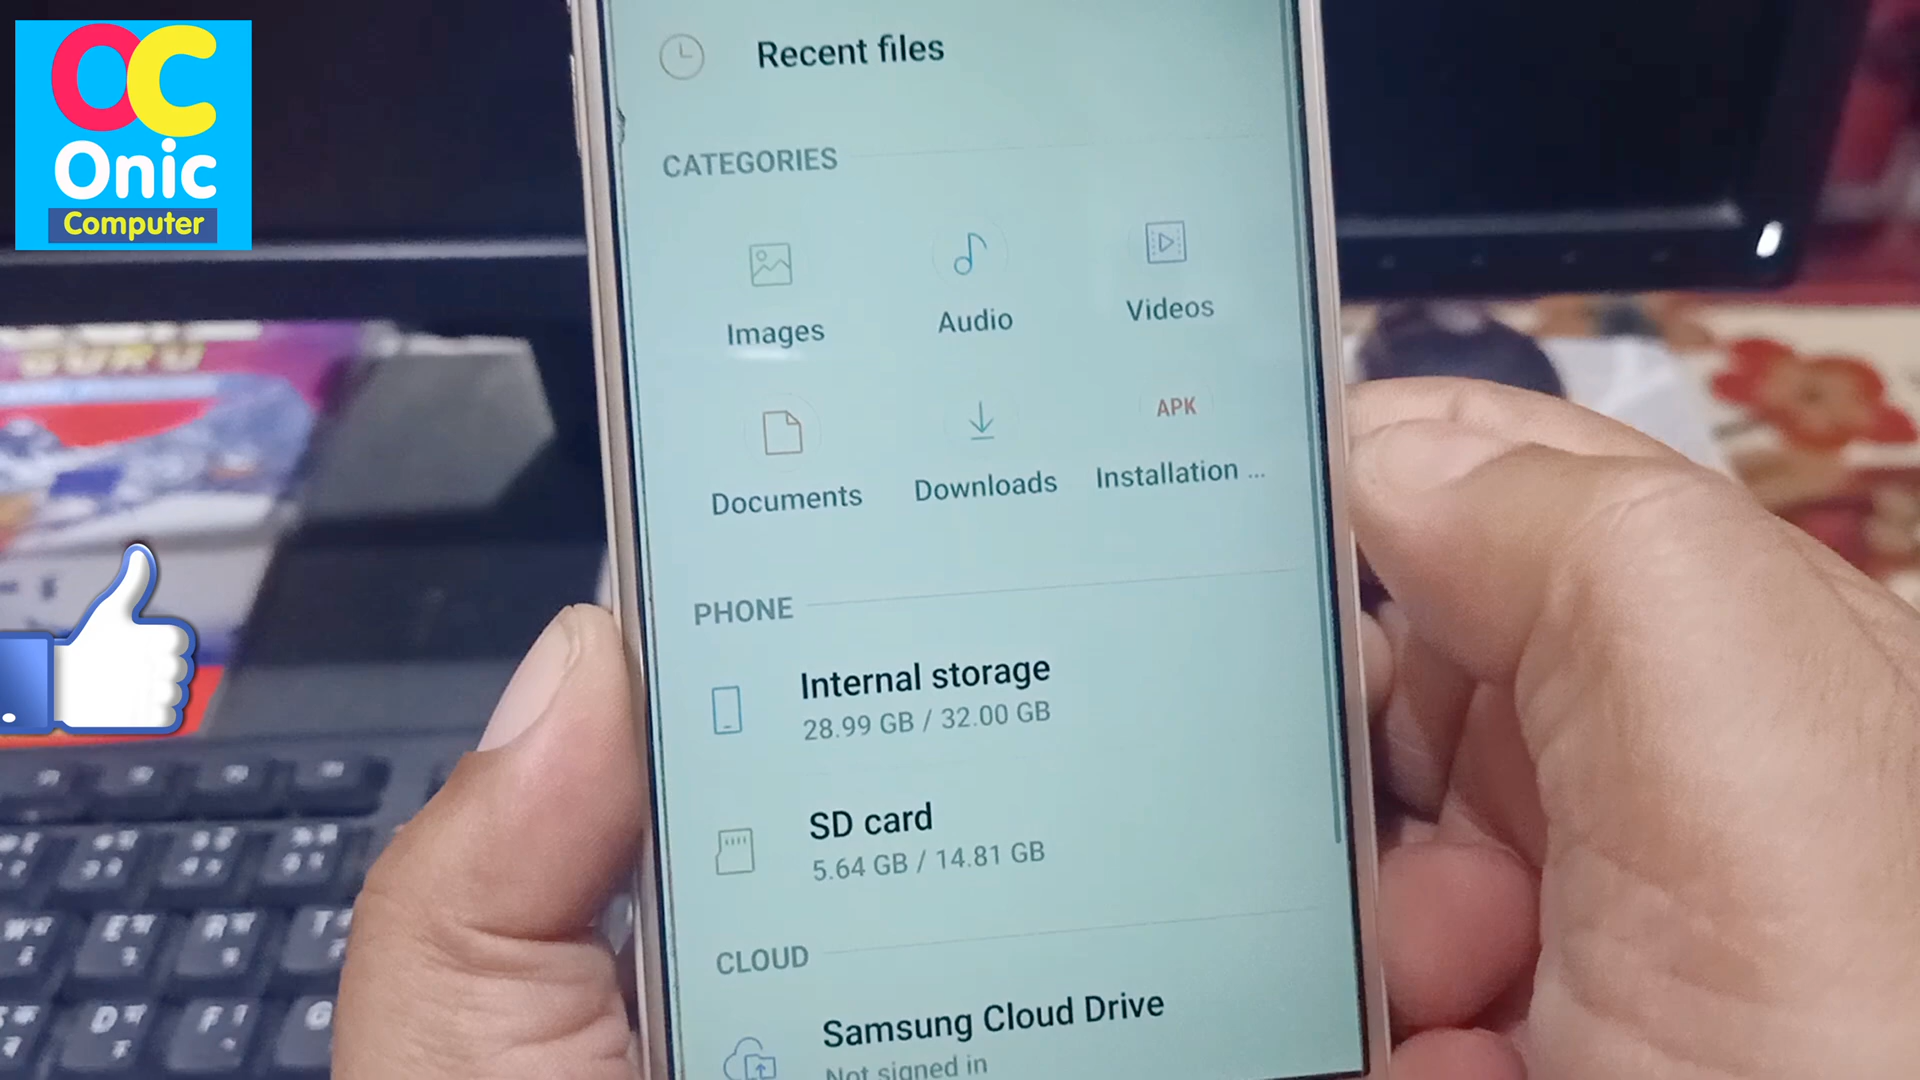 OC
Onic
Computer
Recent files
CATEGORIES
Images
Audio
Videos
Documents
Downloads
APK
Installation ...
PHONE
Internal storage
28.99 GB / 32.00 GB
SD card
5.64 GB / 14.81 GB
CLOUD
Samsung Cloud Drive
Not signed in
GURU
W
E
R
T
D
F
G